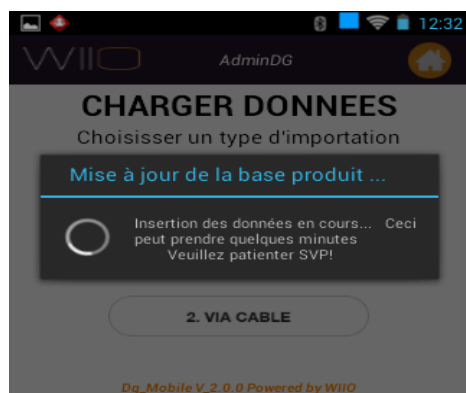 12:32
WIIO
AdminDG
CHARGER DONNEES
Choisisser un type d'importation
Mise à jour de la base produit ...
Insertion des données en cours... Ceci
peut prendre quelques minutes
Veuillez patienter SVP!
2. VIA CABLE
Dg_Mobile V_2.0.0 Powered by WIIO